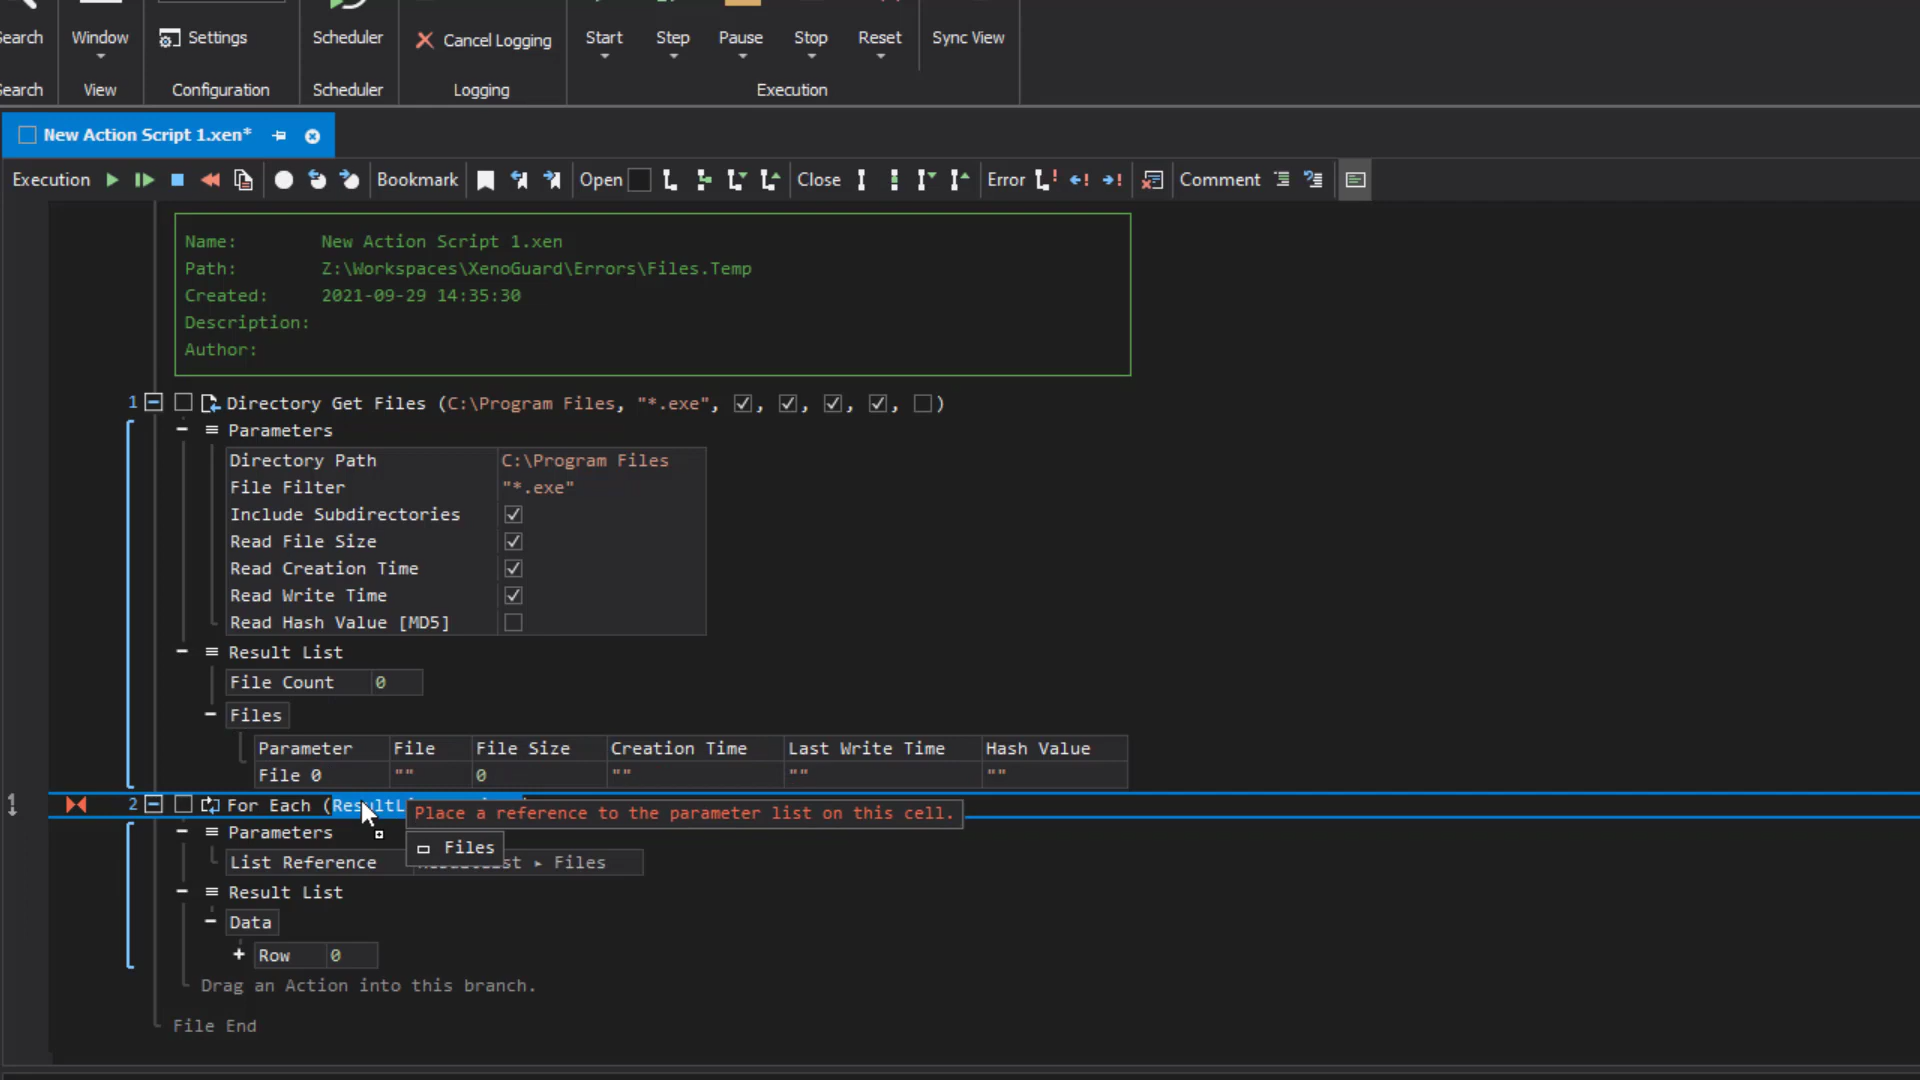 Settings
Cancel Logging
Window
Scheduler
Start
Step
Pause
Stop
Reset
Sync View
View
Configuration
Scheduler
Logging
Execution
New Action Script 1.xen*
Execution Bookmark Open Close Error Comment
Name: New Action Script 1.xen
Path: Z:\Workspaces\XenoGuard\Errors\Files.Temp
Created: 2021-09-29 14:35:30
Description:
Author:
1 Directory Get Files (C:\Program Files, "*.exe", , , , , )
Parameters
Directory Path C:\Program Files
File Filter "*.exe"
Include Subdirectories
Read File Size
Read Creation Time
Read Write Time
Read Hash Value [MD5]
Result List
File Count 0
Files
Parameter File File Size Creation Time Last Write Time Hash Value
File 0 "" 0 "" "" ""
2 For Each (
Place a reference to the parameter list on this cell.
Files
Parameters
List Reference ▸ Files
Result List
Data
Row 0
Drag an Action into this branch.
File End